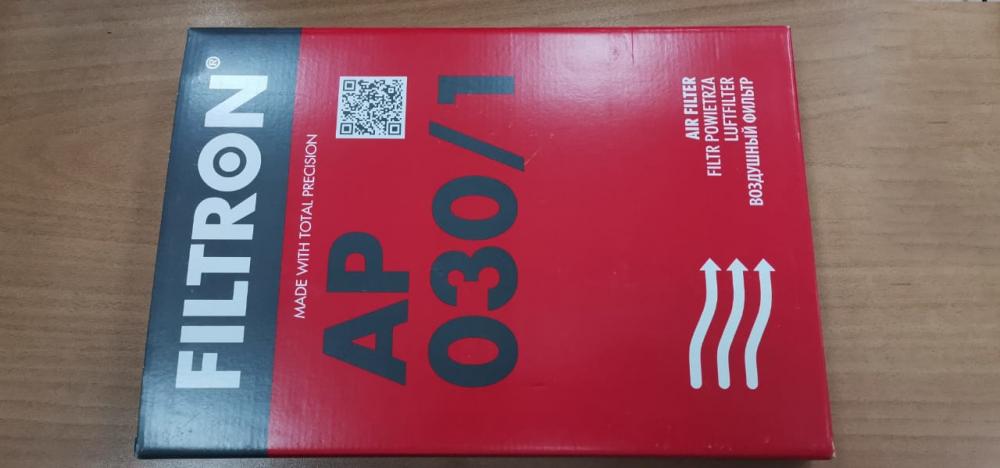 FILTRON®
MADE WITH TOTAL PRECISION
AP
030/1
AIR FILTER
FILTR POWIETRZA
LUFTFILTER
ВОЗДУШНЫЙ ФИЛЬТР